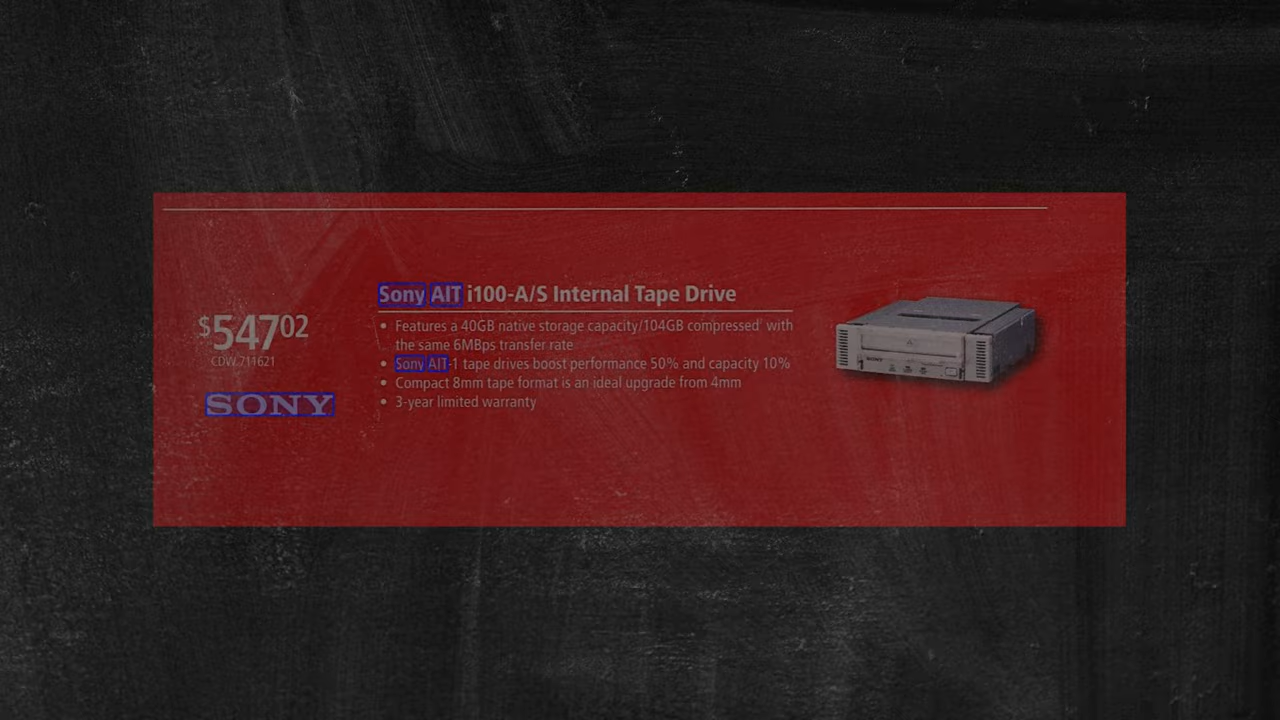 Sony AIT i100-A/S Internal Tape Drive
$54702
CDW 711621
SONY
• Features a 40GB native storage capacity/104GB compressed* with
the same 6MBps transfer rate
• Sony AIT-1 tape drives boost performance 50% and capacity 10%
• Compact 8mm tape format is an ideal upgrade from 4mm
• 3-year limited warranty
SONY